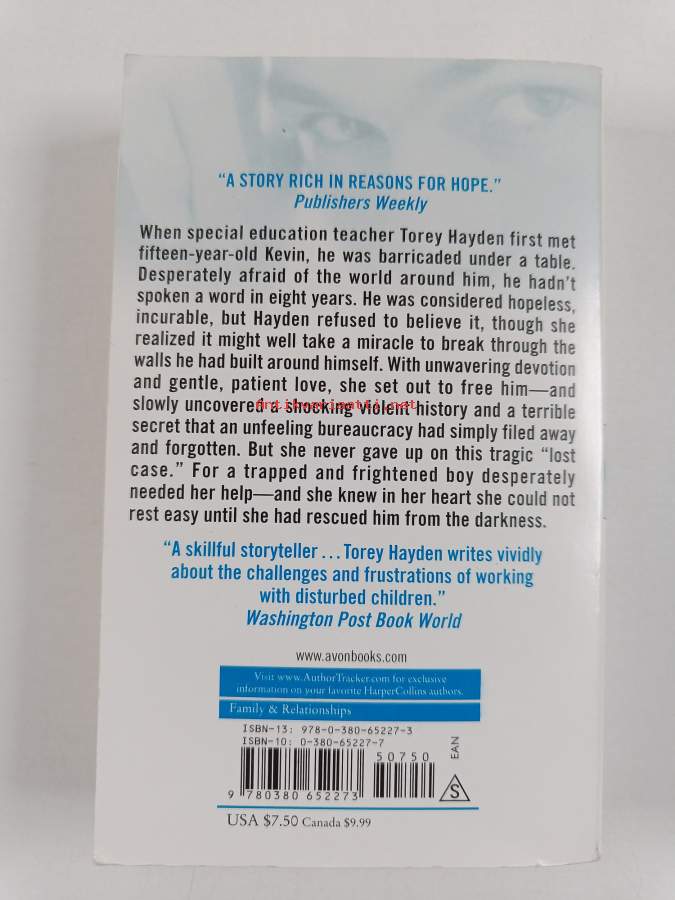 “A STORY RICH IN REASONS FOR HOPE.”
Publishers Weekly
When special education teacher Torey Hayden first met
fifteen-year-old Kevin, he was barricaded under a table.
Desperately afraid of the world around him, he hadn’t
spoken a word in eight years. He was considered hopeless,
incurable, but Hayden refused to believe it, though she
realized it might well take a miracle to break through the
walls he had built around himself. With unwavering devotion
and gentle, patient love, she set out to free him—and
slowly uncovered a shocking violent history and a terrible
secret that an unfeeling bureaucracy had simply filed away
and forgotten. But she never gave up on this tragic “lost
case.” For a trapped and frightened boy desperately
needed her help—and she knew in her heart she could not
rest easy until she had rescued him from the darkness.
“A skillful storyteller . . . Torey Hayden writes vividly
about the challenges and frustrations of working
with disturbed children.”
Washington Post Book World
www.avonbooks.com
Visit www.AuthorTracker.com for exclusive
information on your favorite HarperCollins authors.
Family & Relationships
ISBN-13: 978-0-380-65227-3
ISBN-10: 0-380-65227-7
50750
EAN
9 780380 652273
S
USA $7.50 Canada $9.99